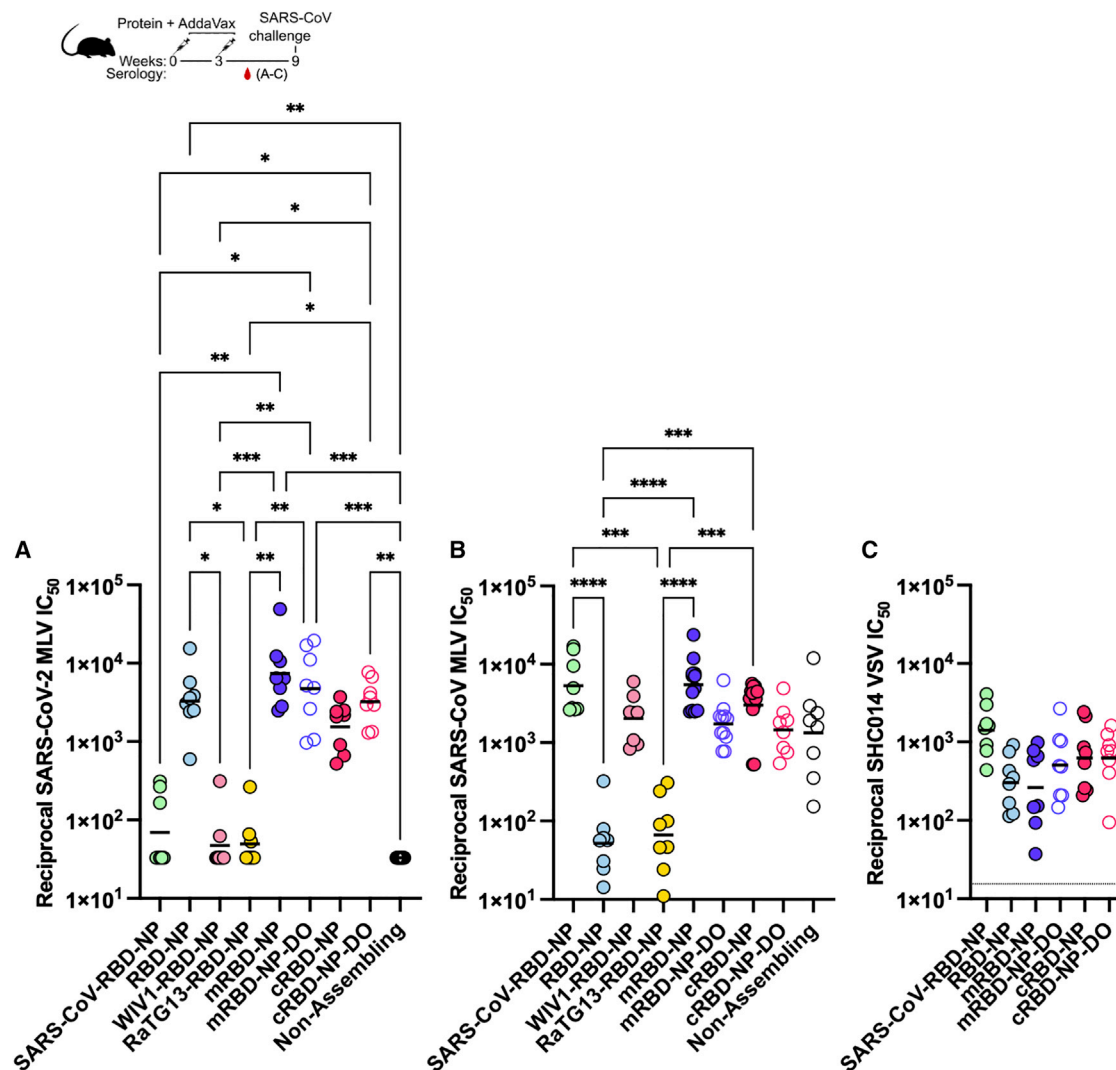 Protein + AddaVax
SARS-CoV
challenge
Weeks: 0 3 9
Serology: (A-C)
**
*
*
*
*
**
**
*** ***
* ** ***
* ** **
A
Reciprocal SARS-CoV-2 MLV IC50
1×10^5
1×10^4
1×10^3
1×10^2
1×10^1
SARS-CoV-RBD-NP
RBD-NP
WIV1-RBD-NP
RaTG13-RBD-NP
mRBD-NP
mRBD-NP-DO
cRBD-NP
cRBD-NP-DO
Non-Assembling
***
****
*** ***
**** ****
B
Reciprocal SARS-CoV MLV IC50
1×10^5
1×10^4
1×10^3
1×10^2
1×10^1
SARS-CoV-RBD-NP
RBD-NP
WIV1-RBD-NP
RaTG13-RBD-NP
mRBD-NP
mRBD-NP-DO
cRBD-NP
cRBD-NP-DO
Non-Assembling
C
Reciprocal SHC014 VSV IC50
1×10^5
1×10^4
1×10^3
1×10^2
1×10^1
SARS-CoV-RBD-NP
RBD-NP
mRBD-NP
mRBD-NP-DO
cRBD-NP
cRBD-NP-DO